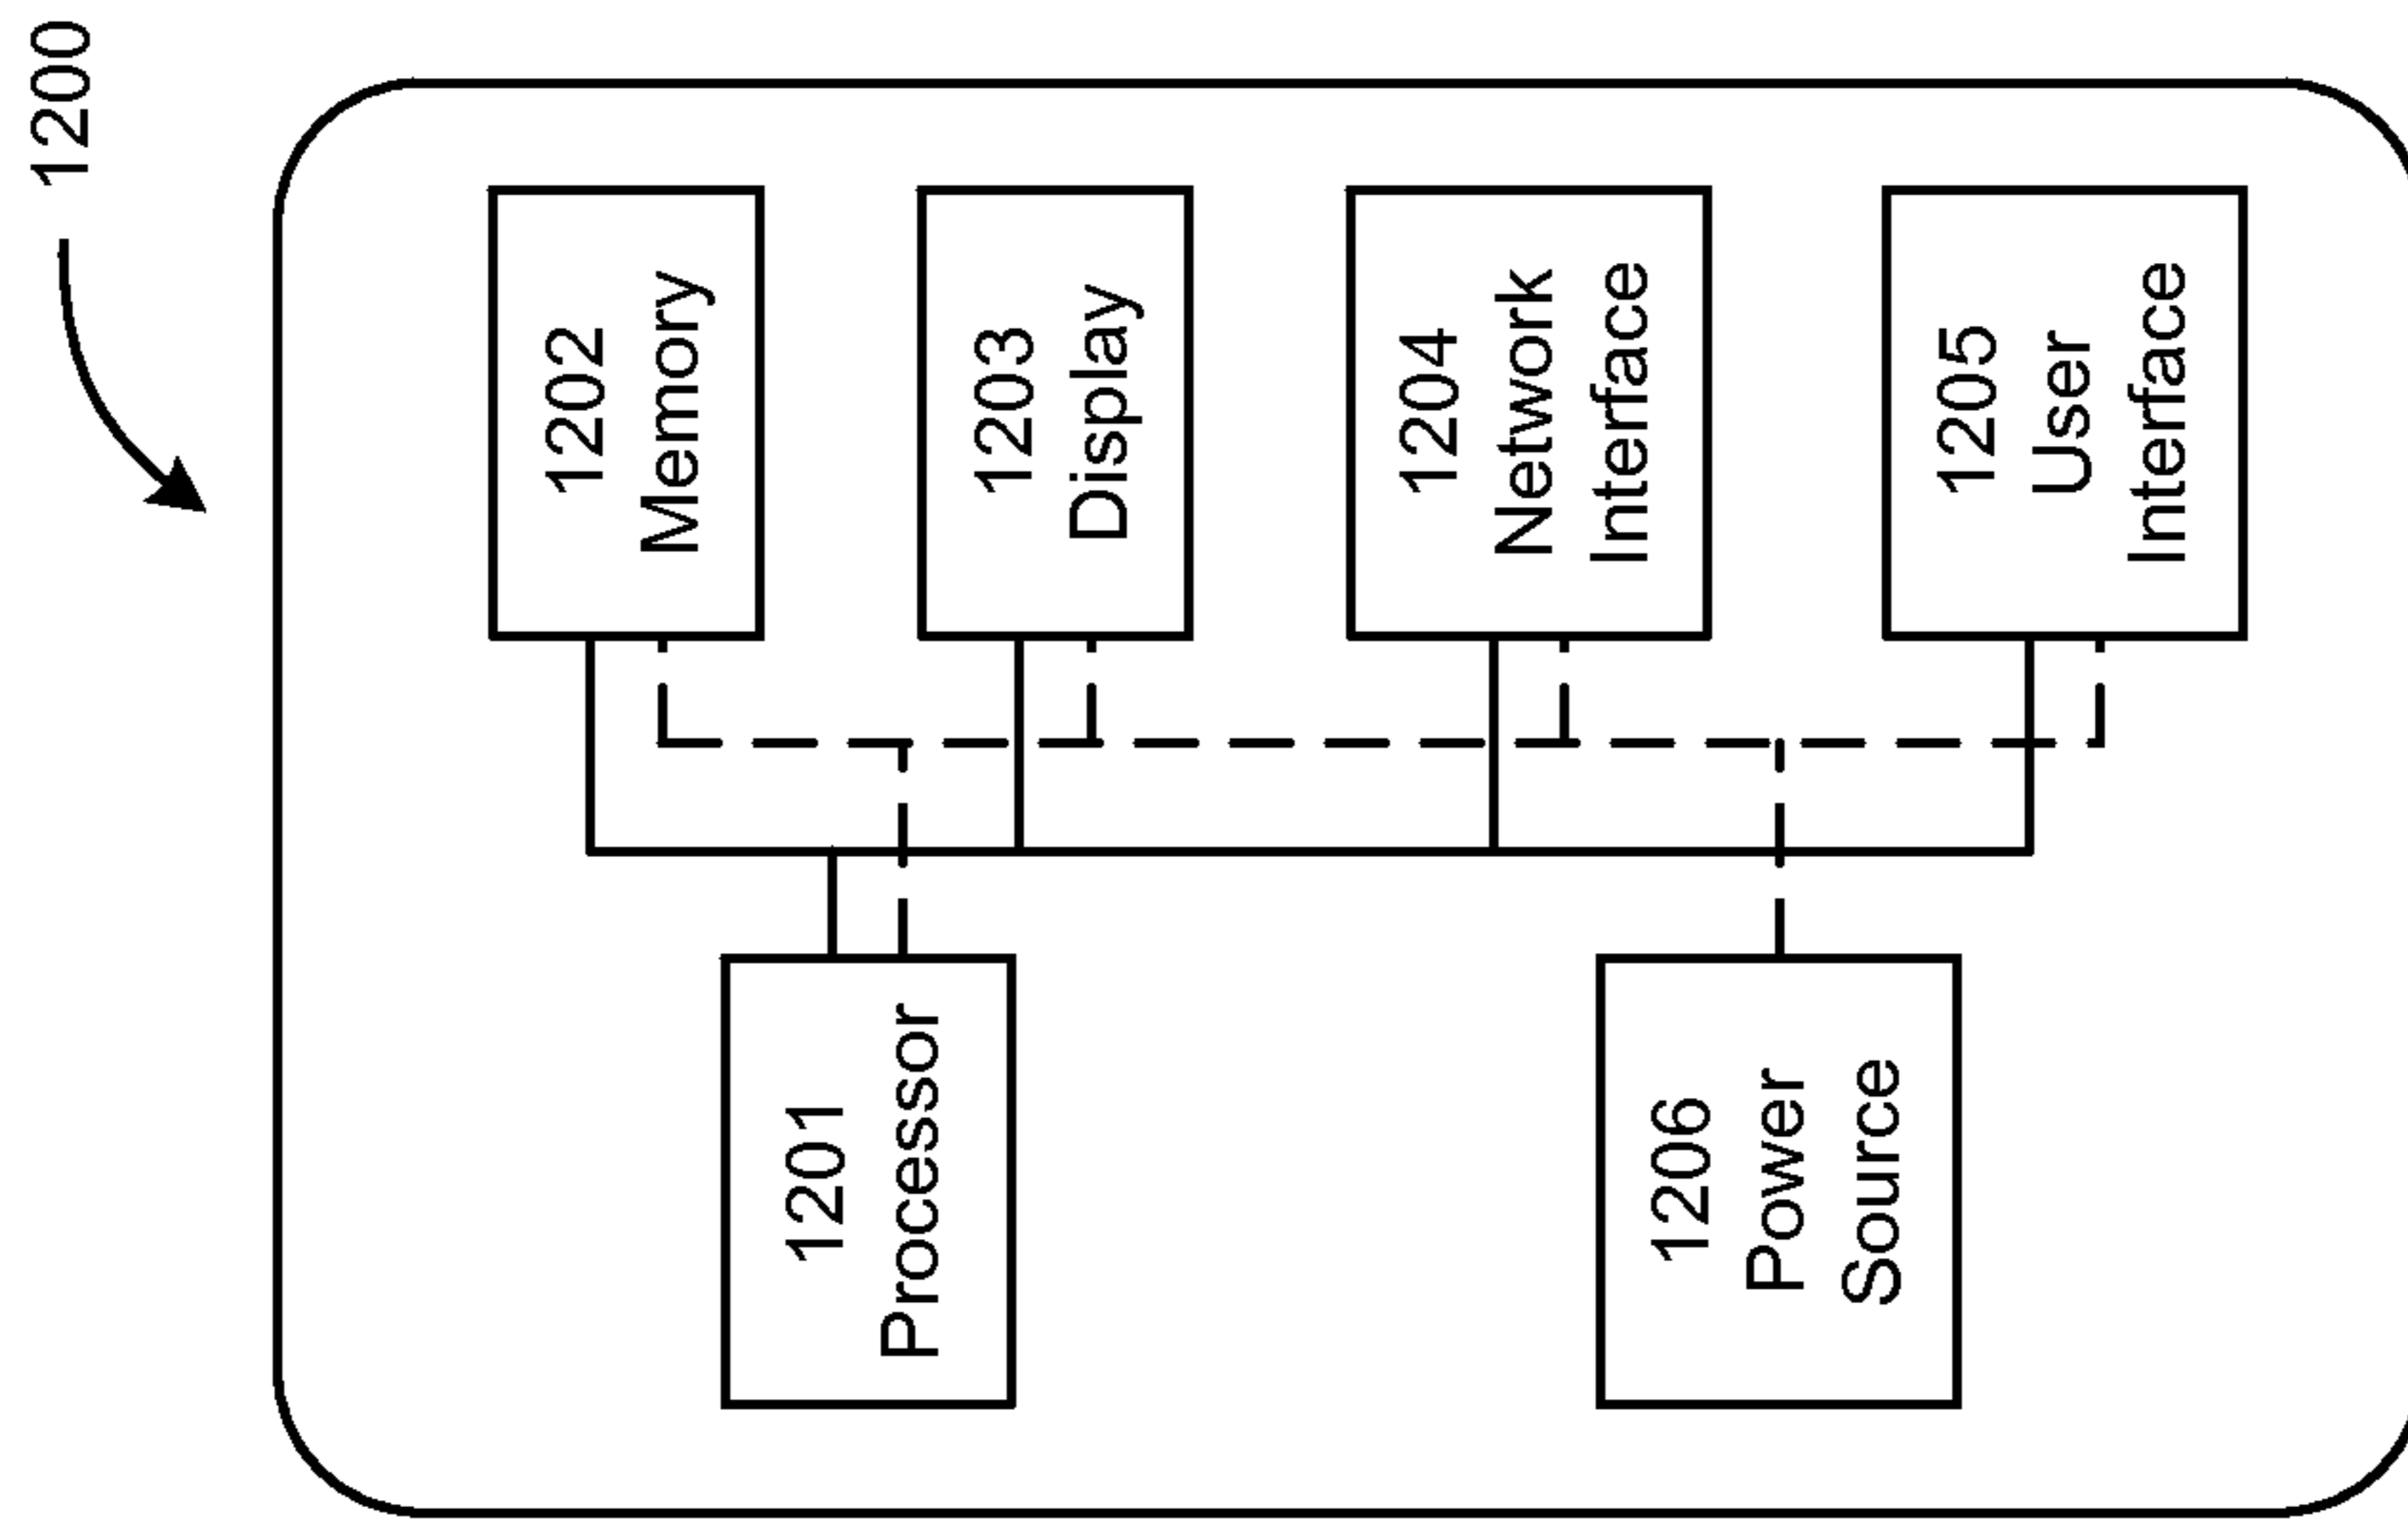 1200
1201
Processor
1202
Memory
1203
Display
1204
Network
Interface
1205
User
Interface
1206
Power
Source